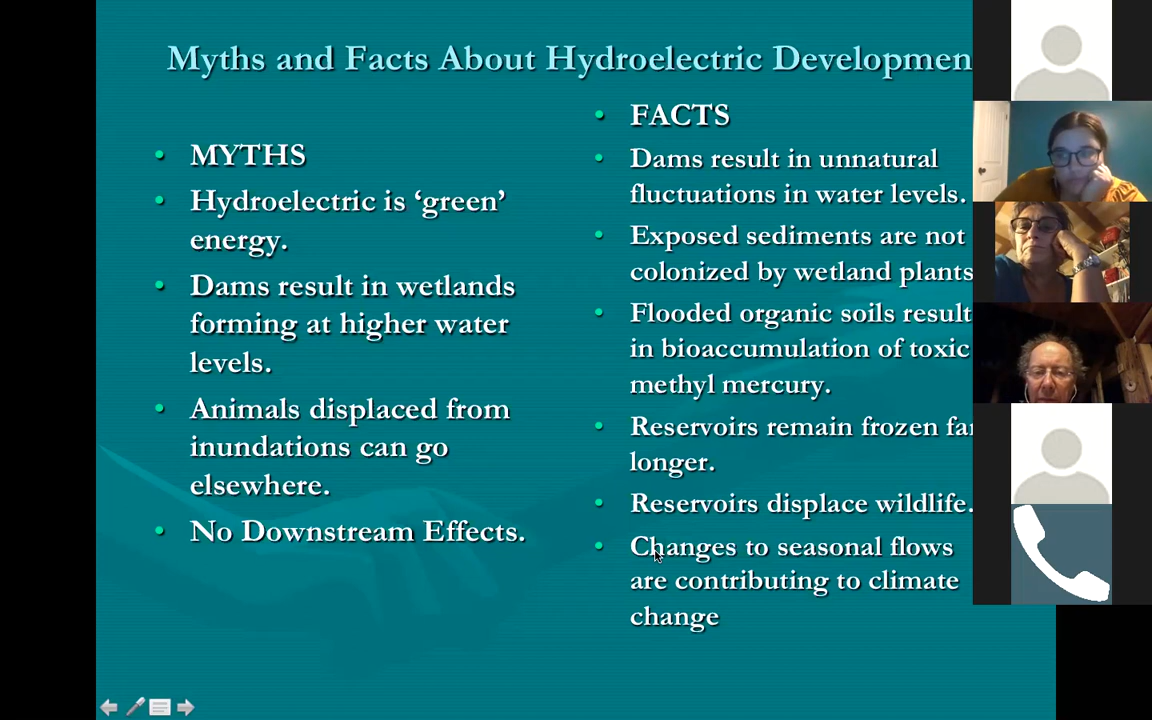 Myths and Facts About Hydroelectric Developmen
MYTHS
Hydroelectric is ‘green’
energy.
Dams result in wetlands
forming at higher water
levels.
Animals displaced from
inundations can go
elsewhere.
No Downstream Effects.
FACTS
Dams result in unnatural
fluctuations in water levels.
Exposed sediments are not
colonized by wetland plants
Flooded organic soils result
in bioaccumulation of toxic
methyl mercury.
Reservoirs remain frozen far
longer.
Reservoirs displace wildlife.
Changes to seasonal flows
are contributing to climate
change